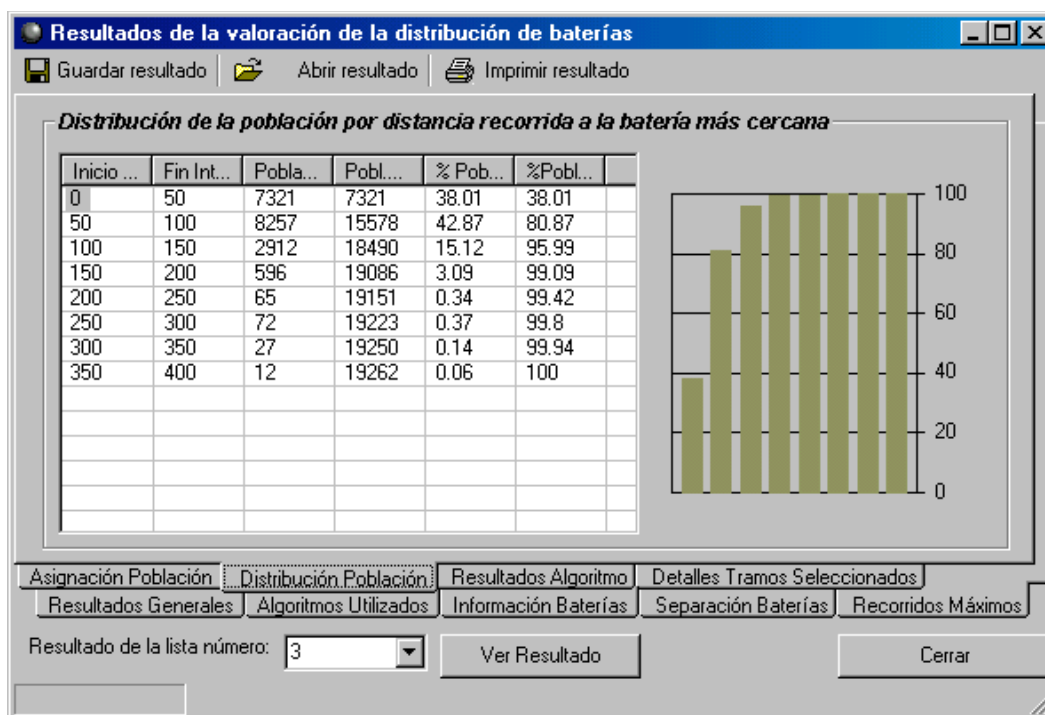 Resultados de la valoración de la distribución de baterías
Guardar resultado Abrir resultado Imprimir resultado
Distribución de la población por distancia recorrida a la batería más cercana
Inicio ... Fin Int... Pobla... Pobl.... % Pob... %Pobl...
0 50 7321 7321 38.01 38.01
50 100 8257 15578 42.87 80.87
100 150 2912 18490 15.12 95.99
150 200 596 19086 3.09 99.09
200 250 65 19151 0.34 99.42
250 300 72 19223 0.37 99.8
300 350 27 19250 0.14 99.94
350 400 12 19262 0.06 100
100
80
60
40
20
0
Asignación Población Distribución Población Resultados Algoritmo Detalles Tramos Seleccionados
Resultados Generales Algoritmos Utilizados Información Baterías Separación Baterías Recorridos Máximos
Resultado de la lista número: 3 Ver Resultado Cerrar